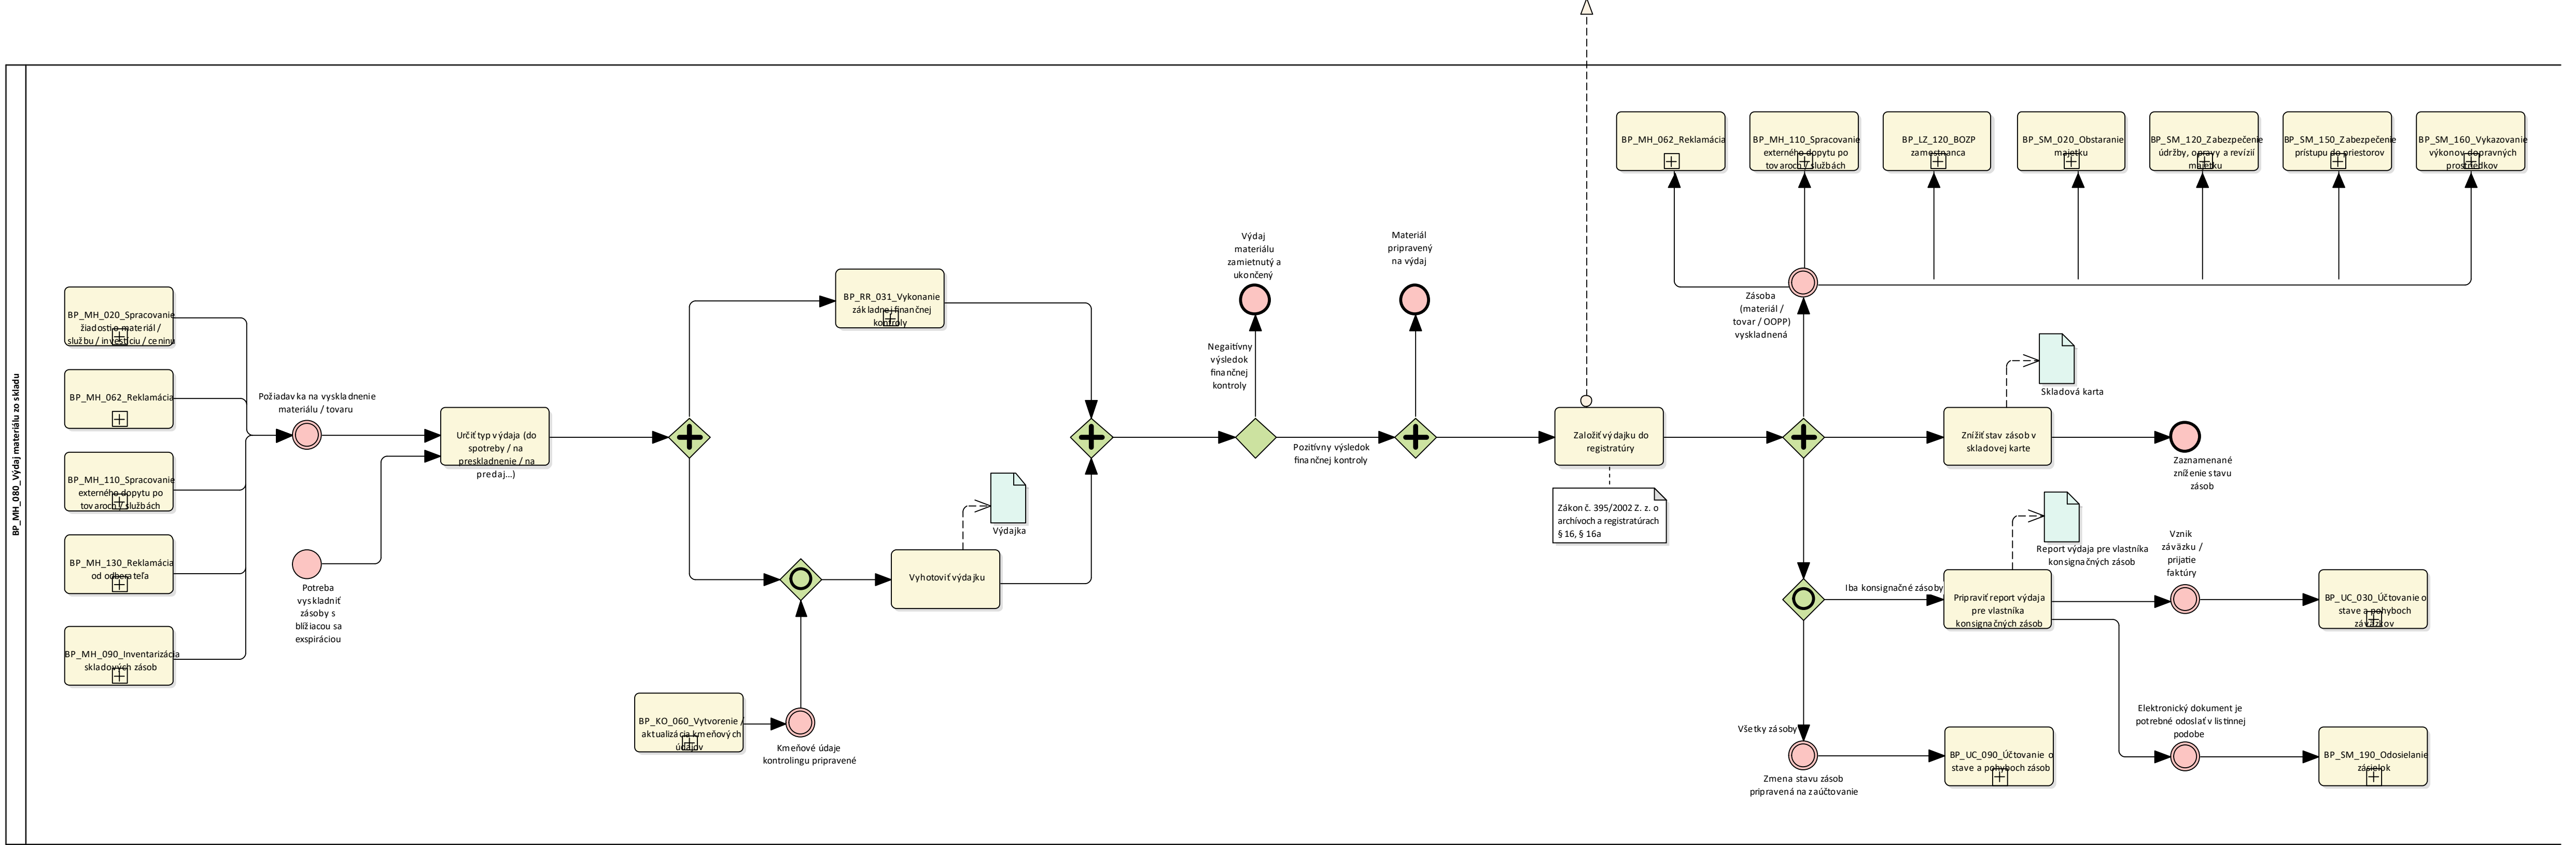 BP_MH_080_Výdaj materiálu zo skladu
BP_MH_020_Spracovanie
žiadosti o materiál /
službu / investíciu / ceninu
BP_MH_062_Reklamácia
BP_MH_110_Spracovanie
externého dopytu po
tovaroch / službách
BP_MH_130_Reklamácia
od odberateľa
BP_MH_090_Inventarizácia
skladových zásob
Požiadavka na vyskladnenie
materiálu / tovaru
Potreba
vyskladniť
zásoby s
blížiacou sa
exspiráciou
Určiť typ výdaja (do
spotreby / na
preskladnenie / na
predaj...)
BP_RR_031_Vykonanie
základnej finančnej
kontroly
BP_KO_060_Vytvorenie /
aktualizácia kmeňových
údajov
Kmeňové údaje
kontrolingu pripravené
Vyhotoviť výdajku
Výdajka
Výdaj
materiálu
zamietnutý a
ukončený
Negaitívny
výsledok
finančnej
kontroly
Pozitívny výsledok
finančnej kontroly
Materiál
pripravený
na výdaj
Založiť výdajku do
registratúry
Zákon č. 395/2002 Z. z. o
archívoch a registratúrach
§ 16, § 16a
BP_MH_062_Reklamácia
BP_MH_110_Spracovanie
externého dopytu po
tovaroch / službách
BP_LZ_120_BOZP
zamestnanca
BP_SM_020_Obstaranie
majetku
BP_SM_120_Zabezpečenie
údržby, opravy a revízií
majetku
BP_SM_150_Zabezpečenie
prístupu do priestorov
BP_SM_160_Vykazovanie
výkonov dopravných
prostriedkov
Zásoba
(materiál /
tovar / OOPP)
vyskladnená
Znížiť stav zásob v
skladovej karte
Skladová karta
Zaznamenané
zníženie stavu
zásob
Iba konsignačné zásoby
Pripraviť report výdaja
pre vlastníka
konsignačných zásob
Report výdaja pre vlastníka
konsignačných zásob
Vznik
záväzku /
prijatie
faktúry
BP_UC_030_Účtovanie o
stave a pohyboch
záväzkov
Elektronický dokument je
potrebné odoslať v listinnej
podobe
BP_SM_190_Odosielanie
zásielok
Všetky zásoby
Zmena stavu zásob
pripravená na zaúčtovanie
BP_UC_090_Účtovanie o
stave a pohyboch zásob